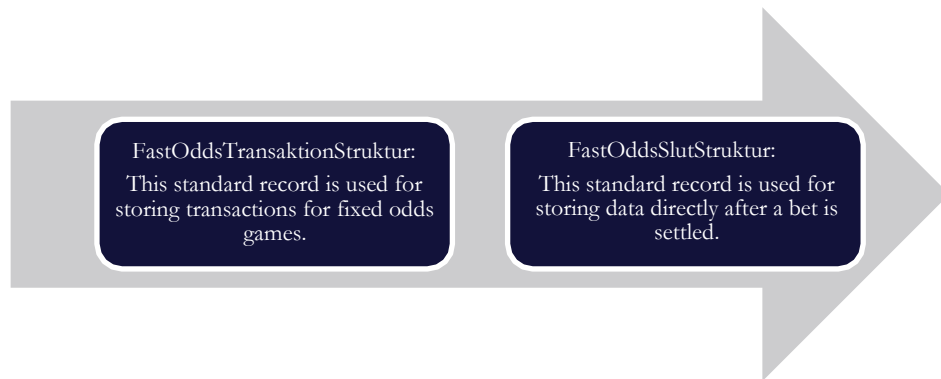 FastOddsTransaktionStruktur:
This standard record is used for
storing transactions for fixed odds
games.
FastOddsSlutStruktur:
This standard record is used for
storing data directly after a bet is
settled.